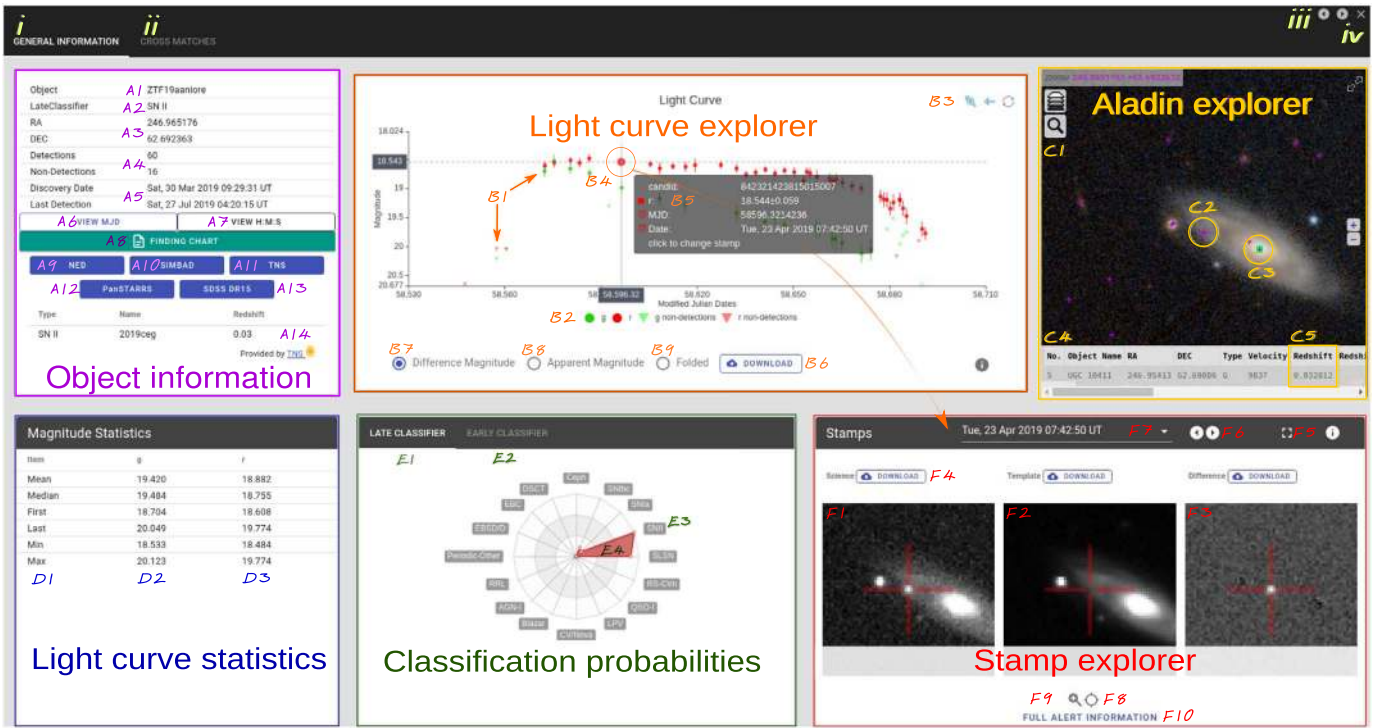 i ii iii iv
GENERAL INFORMATION CROSS MATCHES
Object A1 ZTF19aanlore
LateClassifier A2 SN II
RA A3 246.965176
DEC 62.692363
Detections A4 60
Non-Detections 16
Discovery Date A5 Sat, 30 Mar 2019 09:29:31 UT
Last Detection Sat, 27 Jul 2019 04:20:15 UT
A6 VIEW MJD A7 VIEW H:M:S
A8 FINDING CHART
A9 NED A10 SIMBAD A11 TNS
A12 PanSTARRS SDSS DR15 A13
Type Name Redshift
SN II 2019ceg 0.03 A14
Provided by TNS
Object information
Light Curve
B3
Light curve explorer
18.024
18.543
19
19.5
20
20.5
20.677
Magnitude
B1
B4
candid: 842321423815015007
r: B5 18.544±0.059
MJD: 58596.3214236
Date: Tue, 23 Apr 2019 07:42:50 UT
click to change stamp
58,530 58,560 58,596.32 58,620 58,650 58,680 58,710
Modified Julian Dates
B2 g r g non-detections r non-detections
B7 B8 B9
Difference Magnitude Apparent Magnitude Folded DOWNLOAD B6
Aladin explorer
C1
C2
C3
C4 C5
No. Object Name RA DEC Type Velocity Redshift Redshi
UGC 10411 246.95413 62.69006 G 9837 0.032812
Magnitude Statistics
Item g r
Mean 19.420 18.882
Median 19.484 18.755
First 18.704 18.608
Last 20.049 19.774
Min 18.533 18.484
Max 20.123 19.774
D1 D2 D3
Light curve statistics
LATE CLASSIFIER EARLY CLASSIFIER
E1 E2
Ceph
DSCT SNIbc
EBC SNIa
EBSD/D SNII E3
Periodic-Other E4 SLSN
RRL RS-CVn
AGN-I QSO-I
Blazar LPV
CV/Nova
Classification probabilities
Stamps Tue, 23 Apr 2019 07:42:50 UT F7 F6 F5
Science DOWNLOAD F4 Template DOWNLOAD Difference DOWNLOAD
F1 F2 F3
Stamp explorer
F9 F8
FULL ALERT INFORMATION F10